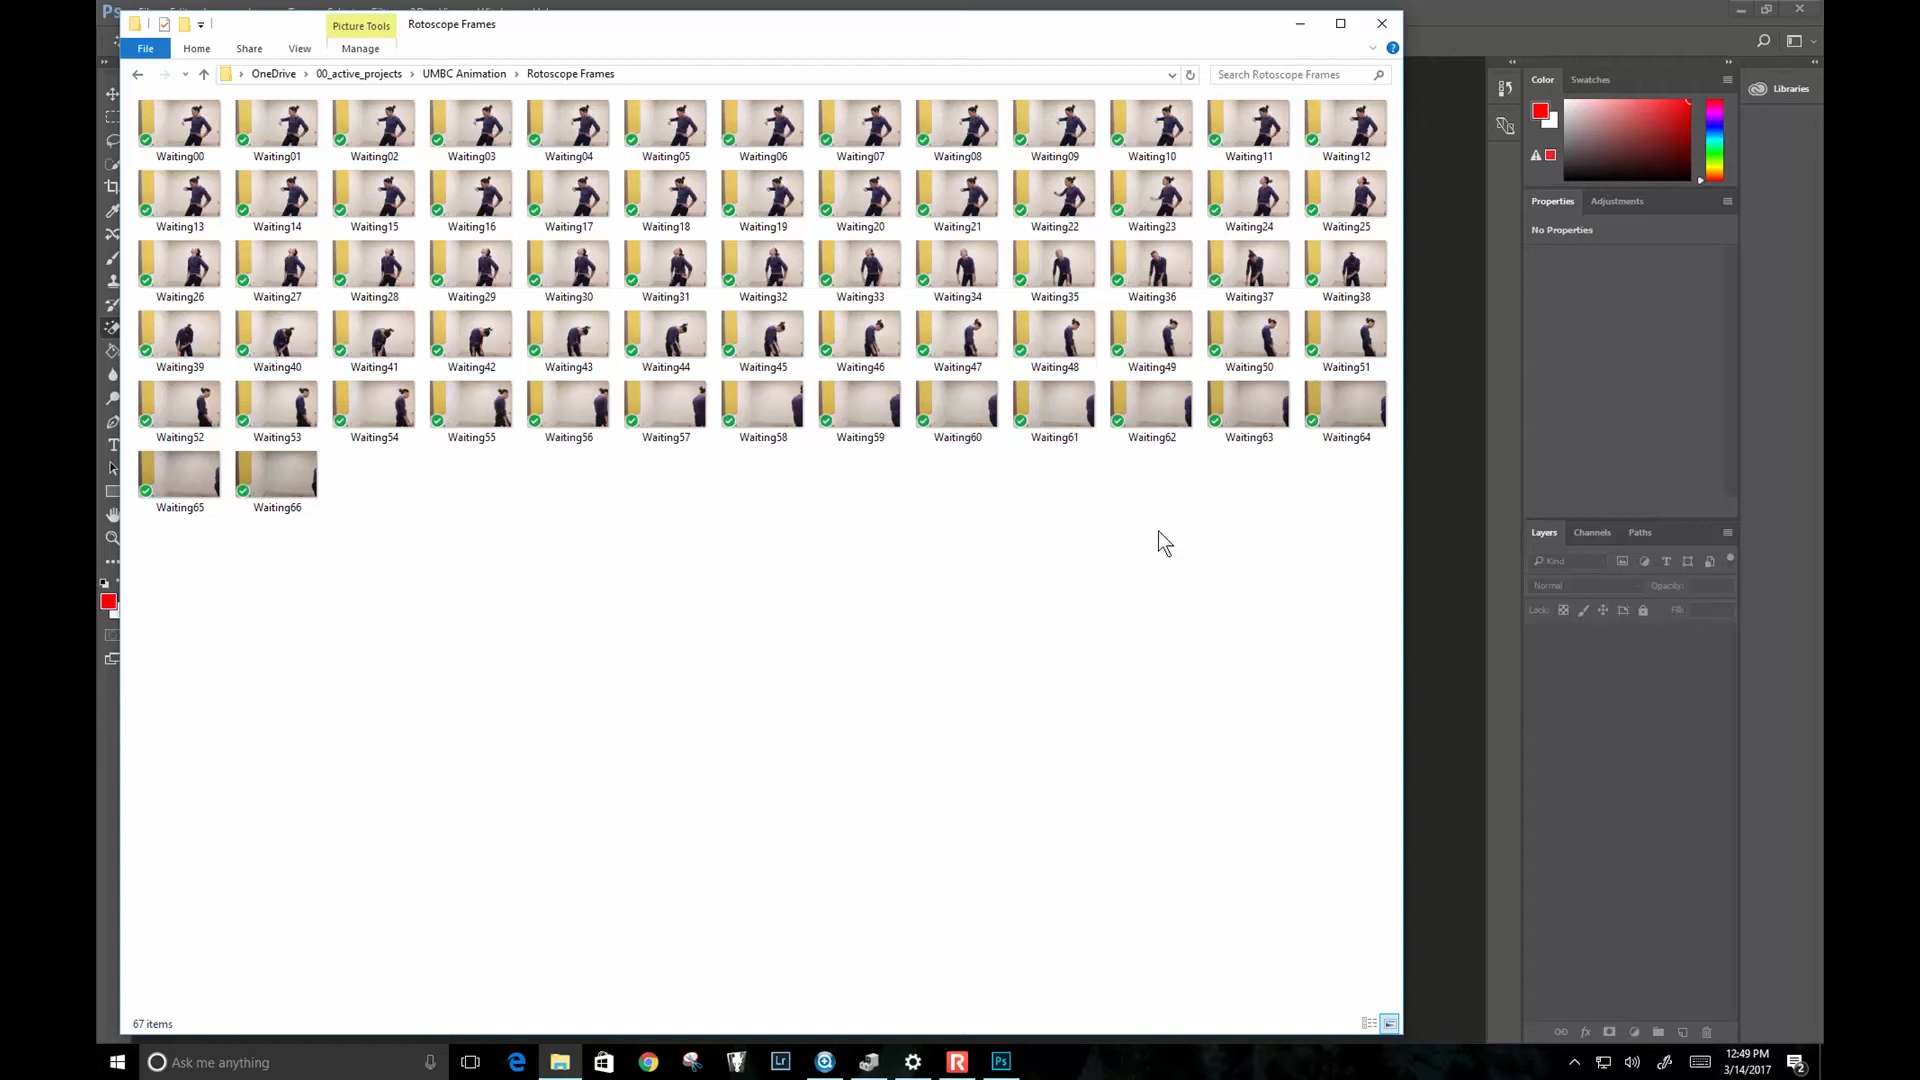 Ps
Picture Tools
Rotoscope Frames
File
Home
Share
View
Manage
OneDrive
00_active_projects
UMBC Animation
Rotoscope Frames
Search Rotoscope Frames
Waiting00 Waiting01 Waiting02 Waiting03 Waiting04 Waiting05 Waiting06 Waiting07 Waiting08 Waiting09 Waiting10 Waiting11 Waiting12
Waiting13 Waiting14 Waiting15 Waiting16 Waiting17 Waiting18 Waiting19 Waiting20 Waiting21 Waiting22 Waiting23 Waiting24 Waiting25
Waiting26 Waiting27 Waiting28 Waiting29 Waiting30 Waiting31 Waiting32 Waiting33 Waiting34 Waiting35 Waiting36 Waiting37 Waiting38
Waiting39 Waiting40 Waiting41 Waiting42 Waiting43 Waiting44 Waiting45 Waiting46 Waiting47 Waiting48 Waiting49 Waiting50 Waiting51
Waiting52 Waiting53 Waiting54 Waiting55 Waiting56 Waiting57 Waiting58 Waiting59 Waiting60 Waiting61 Waiting62 Waiting63 Waiting64
Waiting65 Waiting66
67 items
Color
Swatches
Libraries
Properties
Adjustments
No Properties
Layers
Channels
Paths
Kind
Normal
Opacity:
Lock:
Fill:
fx
Ask me anything
Lr
Ps
12:49 PM
3/14/2017
2